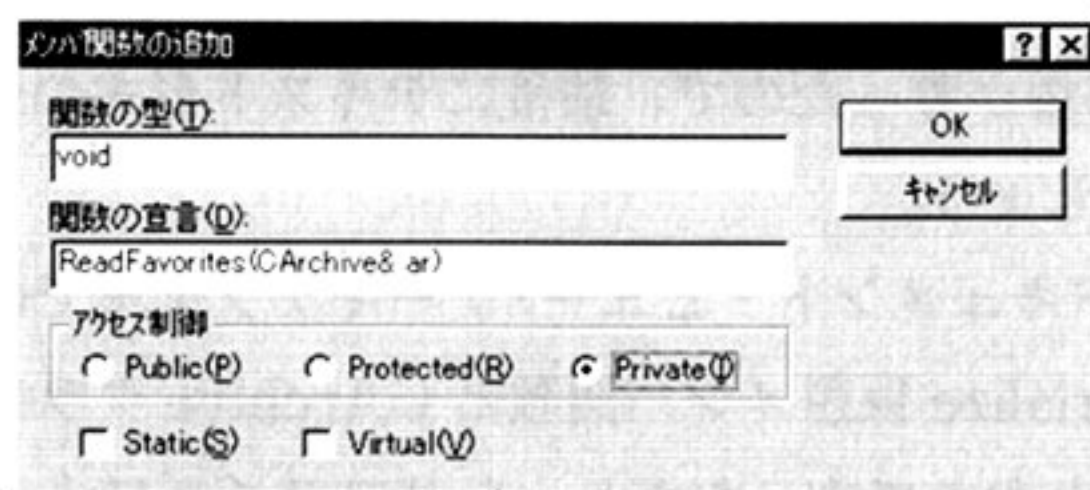 メンバ関数の追加
関数の型(T):
void
OK
キャンセル
関数の宣言(D):
ReadFavorites(CArchive& ar)
アクセス制御
Public(P) Protected(R) Private(I)
Static(S) Virtual(V)